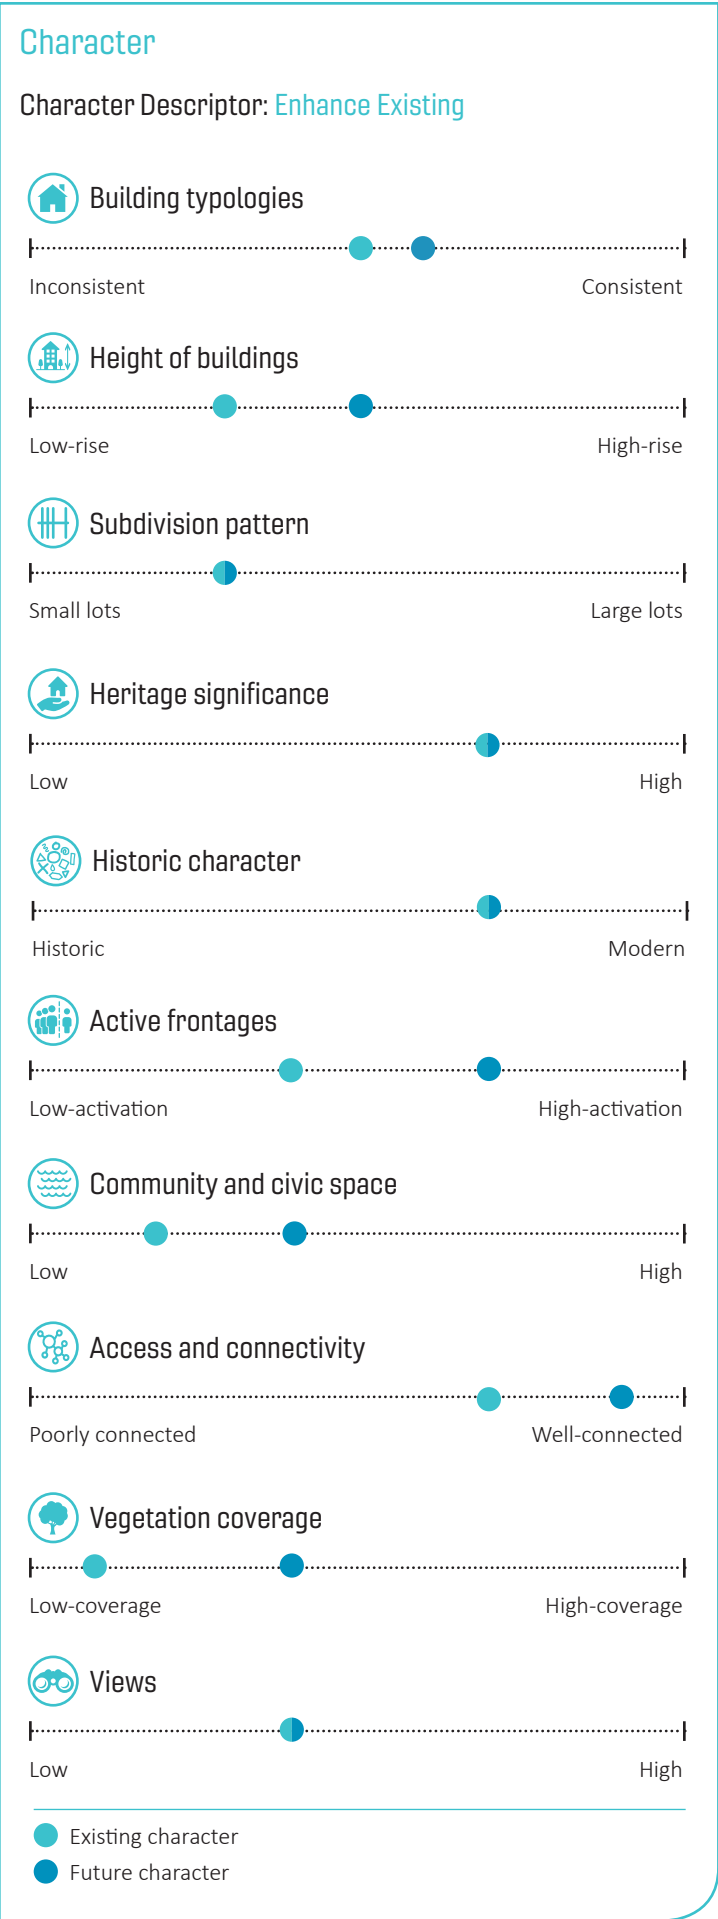 Character
Character Descriptor: Enhance Existing
Building typologies
Inconsistent Consistent
Height of buildings
Low-rise High-rise
Subdivision pattern
Small lots Large lots
Heritage significance
Low High
Historic character
Historic Modern
Active frontages
Low-activation High-activation
Community and civic space
Low High
Access and connectivity
Poorly connected Well-connected
Vegetation coverage
Low-coverage High-coverage
Views
Low High
Existing character
Future character